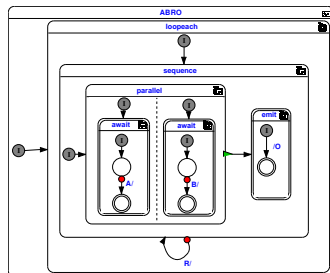 ABRO
loopeach
I
sequence
parallel
I
I
await
await
emit
I
I
I
/O
I
I
A/
B/
R/